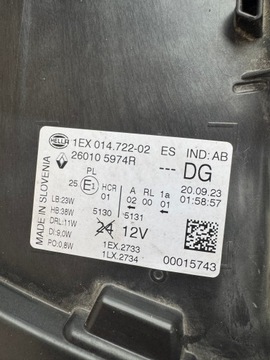 HELLA
1EX 014.722-02 ES IND: AB
26010 5974R --- DG
PL
25 E1 HCR A RL 1a 20.09.23
01 02 00 01 01:58:57
LB:23W
HB:38W 5130 5131
DRL:11W
DI:9,0W 24 12V
PO:0,8W 1EX.2733
1LX.2734 00015743
MADE IN SLOVENIA